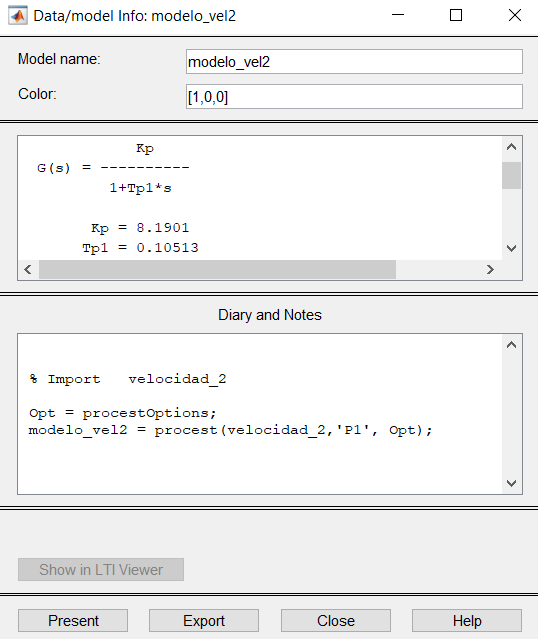 Data/model Info: modelo_vel2
Model name:
modelo_vel2
Color:
[1,0,0]
Kp
G(s) = ----------
1+Tp1*s
Kp = 8.1901
Tp1 = 0.10513
Diary and Notes
% Import   velocidad_2
Opt = procestOptions;
modelo_vel2 = procest(velocidad_2,'P1', Opt);
Show in LTI Viewer
Present
Export
Close
Help